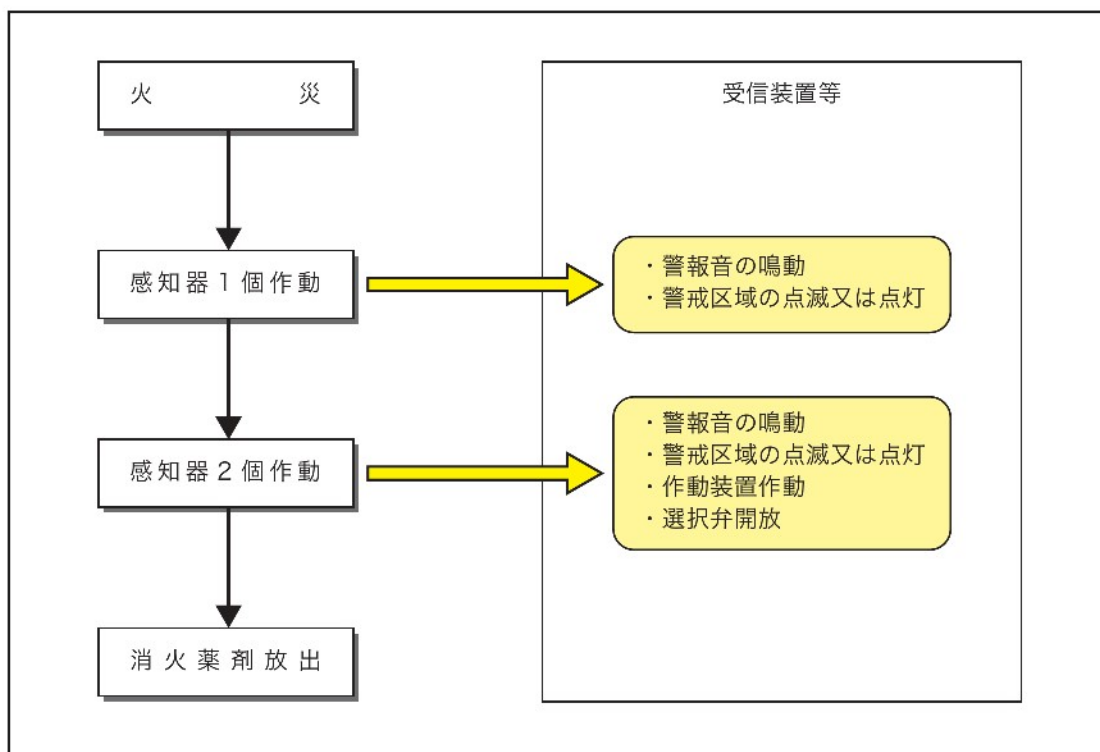 火災
受信装置等
感知器１個作動
・警報音の鳴動
・警戒区域の点滅又は点灯
感知器２個作動
・警報音の鳴動
・警戒区域の点滅又は点灯
・作動装置作動
・選択弁開放
消火薬剤放出